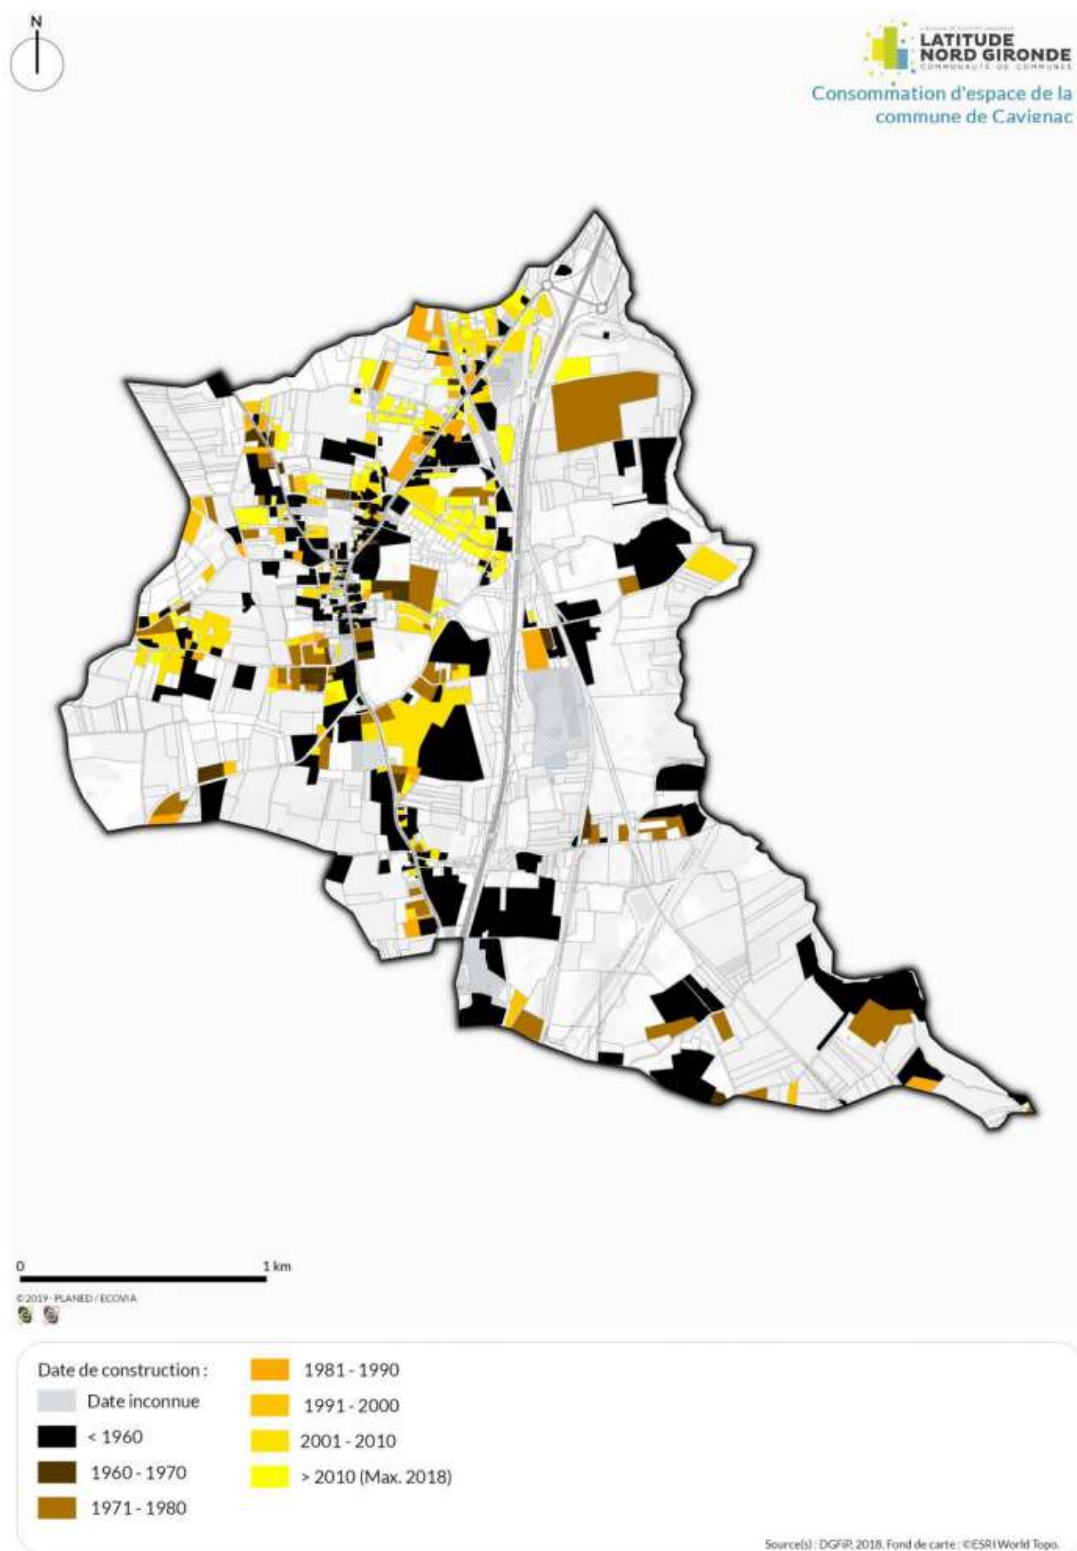 N
LATITUDE
NORD GIRONDE
COMMUNAUTÉ DE COMMUNES
Consommation d'espace de la
commune de Cavignac
0 1 km
©2019 - PLANED / ECOVIA
Date de construction :
Date inconnue
< 1960
1960 - 1970
1971 - 1980
1981 - 1990
1991 - 2000
2001 - 2010
> 2010 (Max. 2018)
Source(s) : DGFiP, 2018. Fond de carte : ©ESRI World Topo.